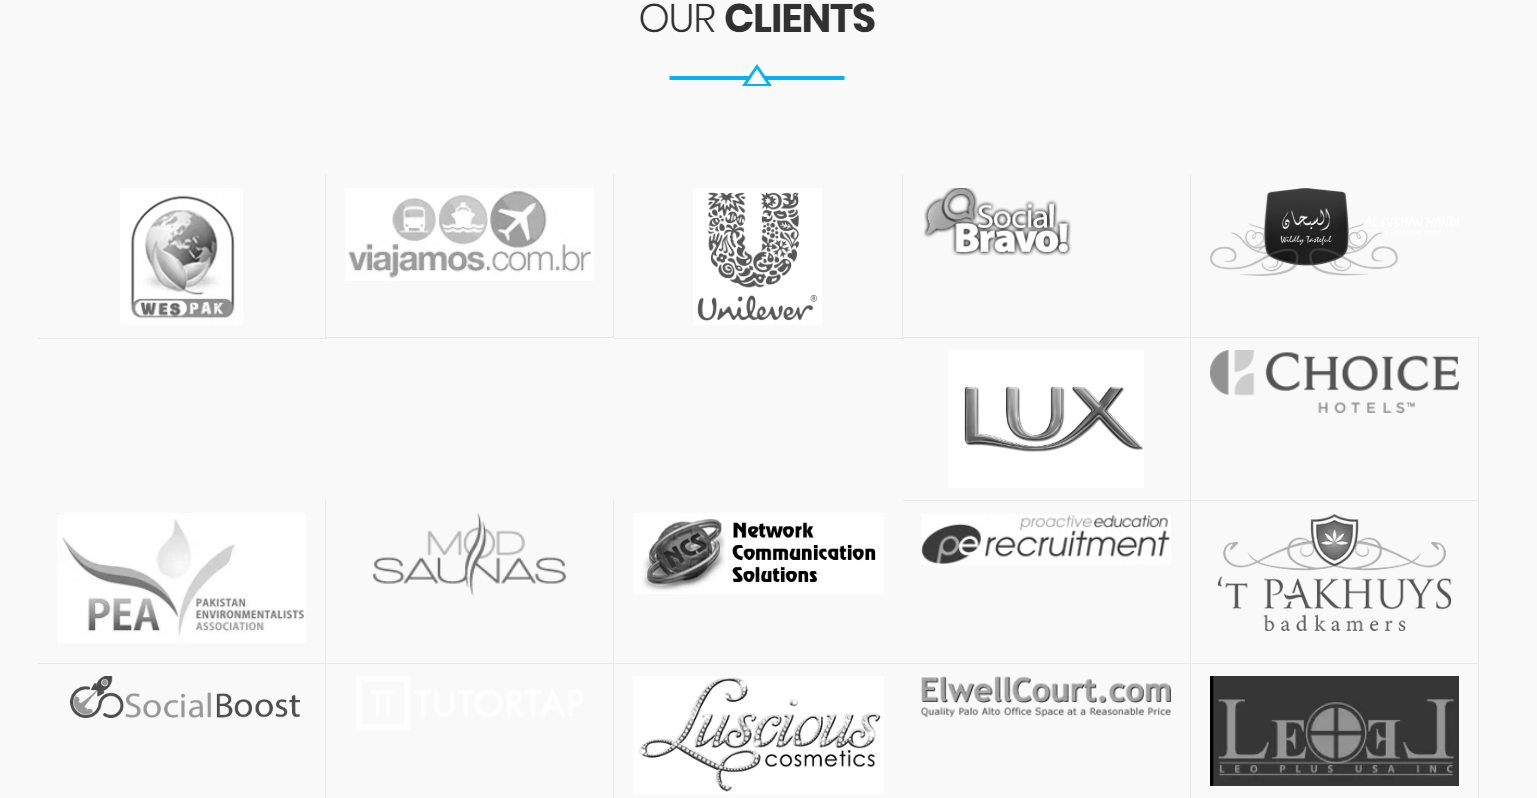 OUR CLIENTS
WESPAK
viajamos.com.br
Unilever®
Social
Bravo!
السبحان
Wildly Tasteful
LUX
CHOICE
HOTELS™
PEA
PAKISTAN
ENVIRONMENTALISTS
ASSOCIATION
MOD
SAUNAS
NCS
Network
Communication
Solutions
proactive education
pe recruitment
'T PAKHUYS
badkamers
SocialBoost
TUTORTAP
Luscious
cosmetics
ElwellCourt.com
Quality Palo Alto Office Space at a Reasonable Price
LEO
LEO PLUS USA INC